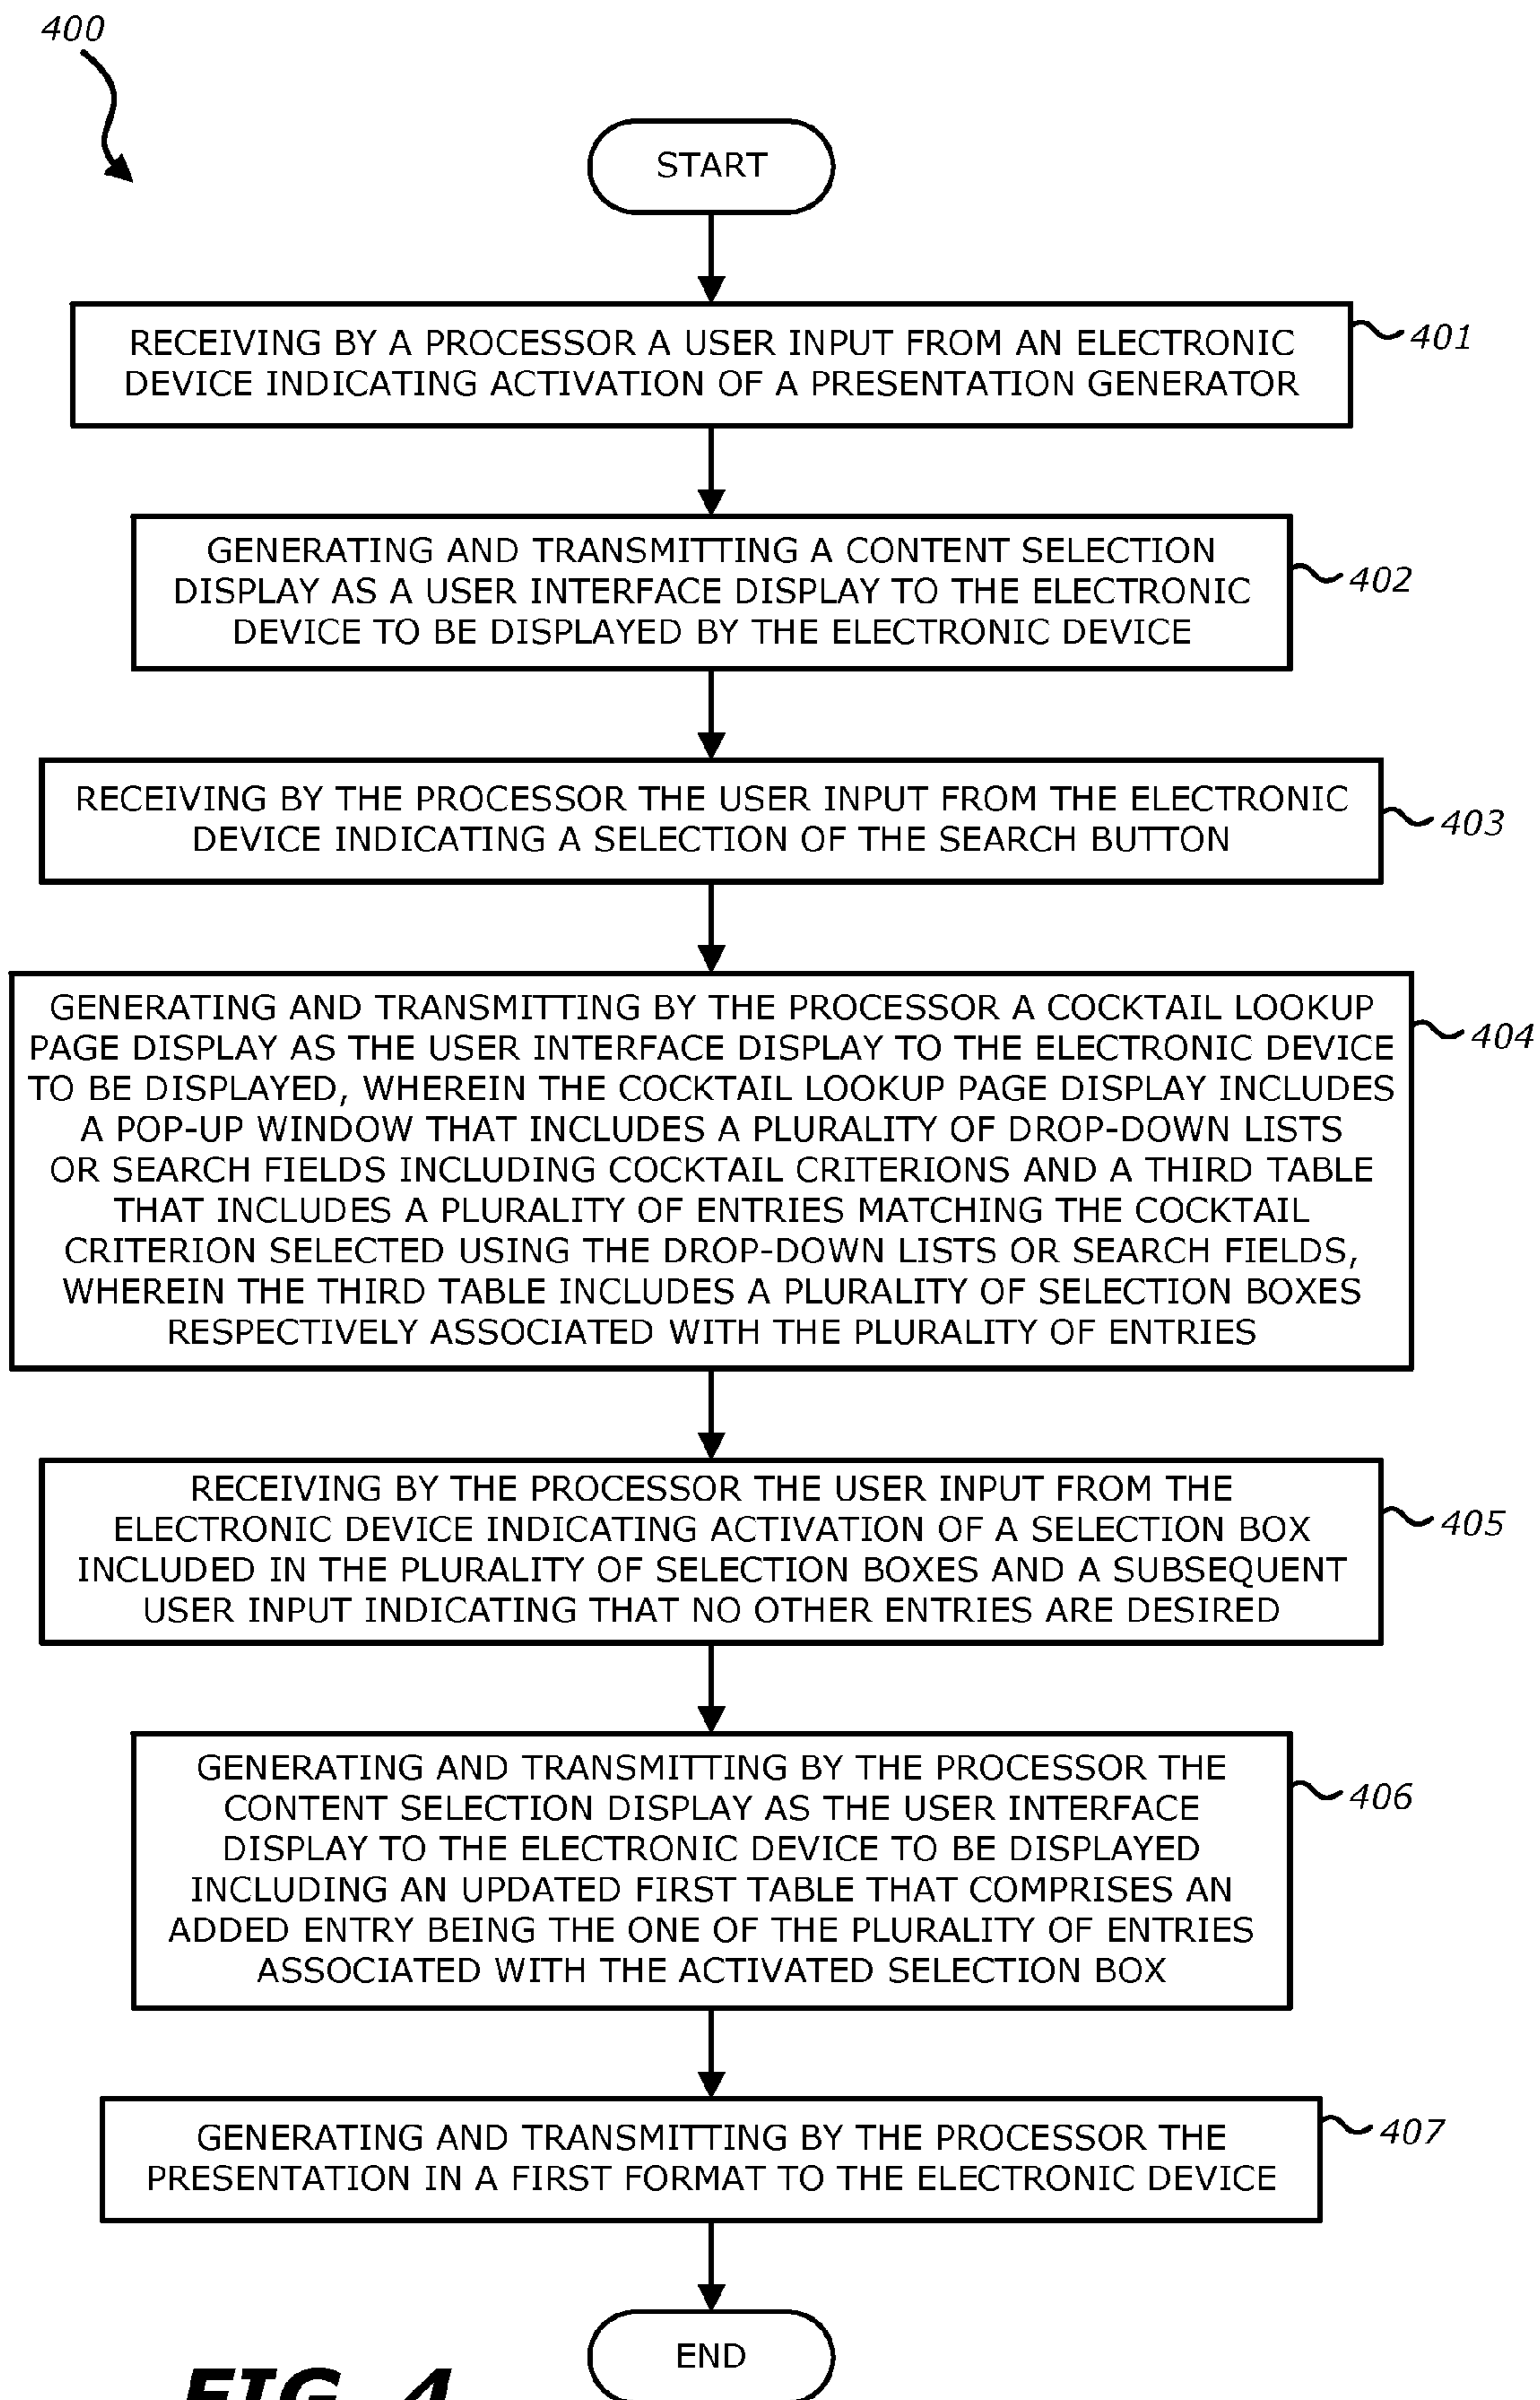 400
START
RECEIVING BY A PROCESSOR A USER INPUT FROM AN ELECTRONIC
DEVICE INDICATING ACTIVATION OF A PRESENTATION GENERATOR
401
GENERATING AND TRANSMITTING A CONTENT SELECTION
DISPLAY AS A USER INTERFACE DISPLAY TO THE ELECTRONIC
DEVICE TO BE DISPLAYED BY THE ELECTRONIC DEVICE
402
RECEIVING BY THE PROCESSOR THE USER INPUT FROM THE ELECTRONIC
DEVICE INDICATING A SELECTION OF THE SEARCH BUTTON
403
GENERATING AND TRANSMITTING BY THE PROCESSOR A COCKTAIL LOOKUP
PAGE DISPLAY AS THE USER INTERFACE DISPLAY TO THE ELECTRONIC DEVICE
TO BE DISPLAYED, WHEREIN THE COCKTAIL LOOKUP PAGE DISPLAY INCLUDES
A POP-UP WINDOW THAT INCLUDES A PLURALITY OF DROP-DOWN LISTS
OR SEARCH FIELDS INCLUDING COCKTAIL CRITERIONS AND A THIRD TABLE
THAT INCLUDES A PLURALITY OF ENTRIES MATCHING THE COCKTAIL
CRITERION SELECTED USING THE DROP-DOWN LISTS OR SEARCH FIELDS,
WHEREIN THE THIRD TABLE INCLUDES A PLURALITY OF SELECTION BOXES
RESPECTIVELY ASSOCIATED WITH THE PLURALITY OF ENTRIES
404
RECEIVING BY THE PROCESSOR THE USER INPUT FROM THE
ELECTRONIC DEVICE INDICATING ACTIVATION OF A SELECTION BOX
INCLUDED IN THE PLURALITY OF SELECTION BOXES AND A SUBSEQUENT
USER INPUT INDICATING THAT NO OTHER ENTRIES ARE DESIRED
405
GENERATING AND TRANSMITTING BY THE PROCESSOR THE
CONTENT SELECTION DISPLAY AS THE USER INTERFACE
DISPLAY TO THE ELECTRONIC DEVICE TO BE DISPLAYED
INCLUDING AN UPDATED FIRST TABLE THAT COMPRISES AN
ADDED ENTRY BEING THE ONE OF THE PLURALITY OF ENTRIES
ASSOCIATED WITH THE ACTIVATED SELECTION BOX
406
GENERATING AND TRANSMITTING BY THE PROCESSOR THE
PRESENTATION IN A FIRST FORMAT TO THE ELECTRONIC DEVICE
407
END
FIG. 4